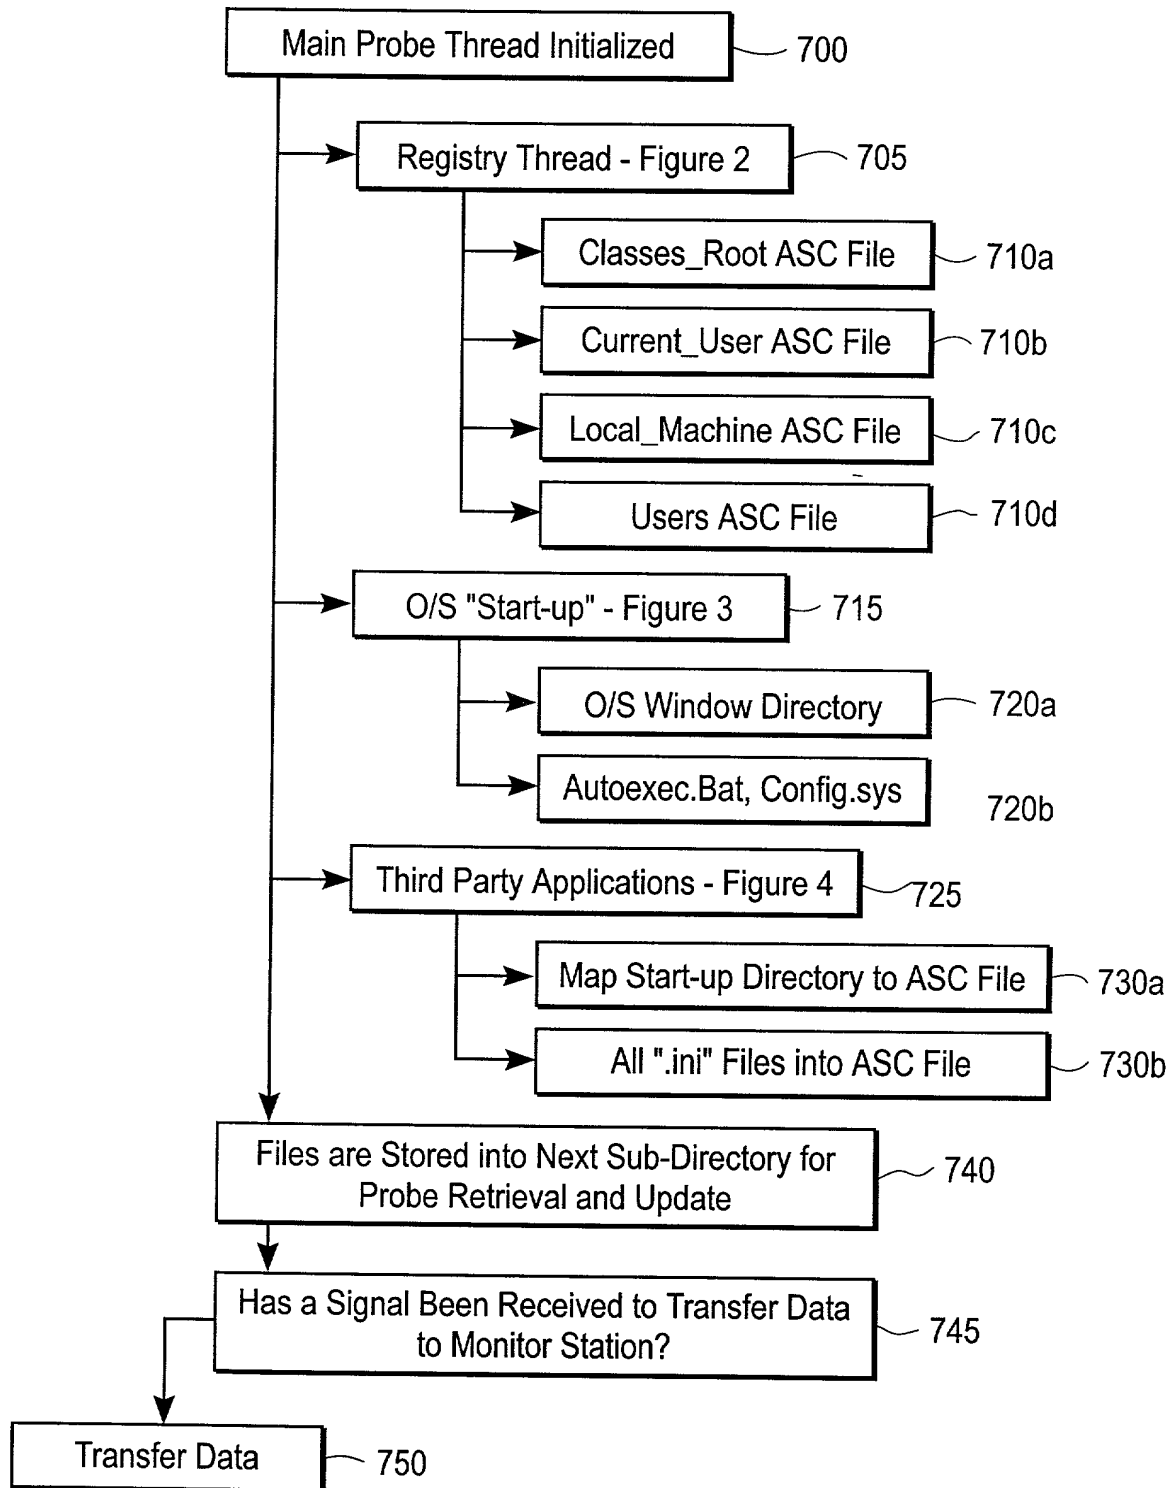 Main Probe Thread Initialized
700
Registry Thread - Figure 2
705
Classes_Root ASC File
710a
Current_User ASC File
710b
Local_Machine ASC File
710c
Users ASC File
710d
O/S "Start-up" - Figure 3
715
O/S Window Directory
720a
Autoexec.Bat, Config.sys
720b
Third Party Applications - Figure 4
725
Map Start-up Directory to ASC File
730a
All ".ini" Files into ASC File
730b
Files are Stored into Next Sub-Directory for
Probe Retrieval and Update
740
Has a Signal Been Received to Transfer Data
to Monitor Station?
745
Transfer Data
750